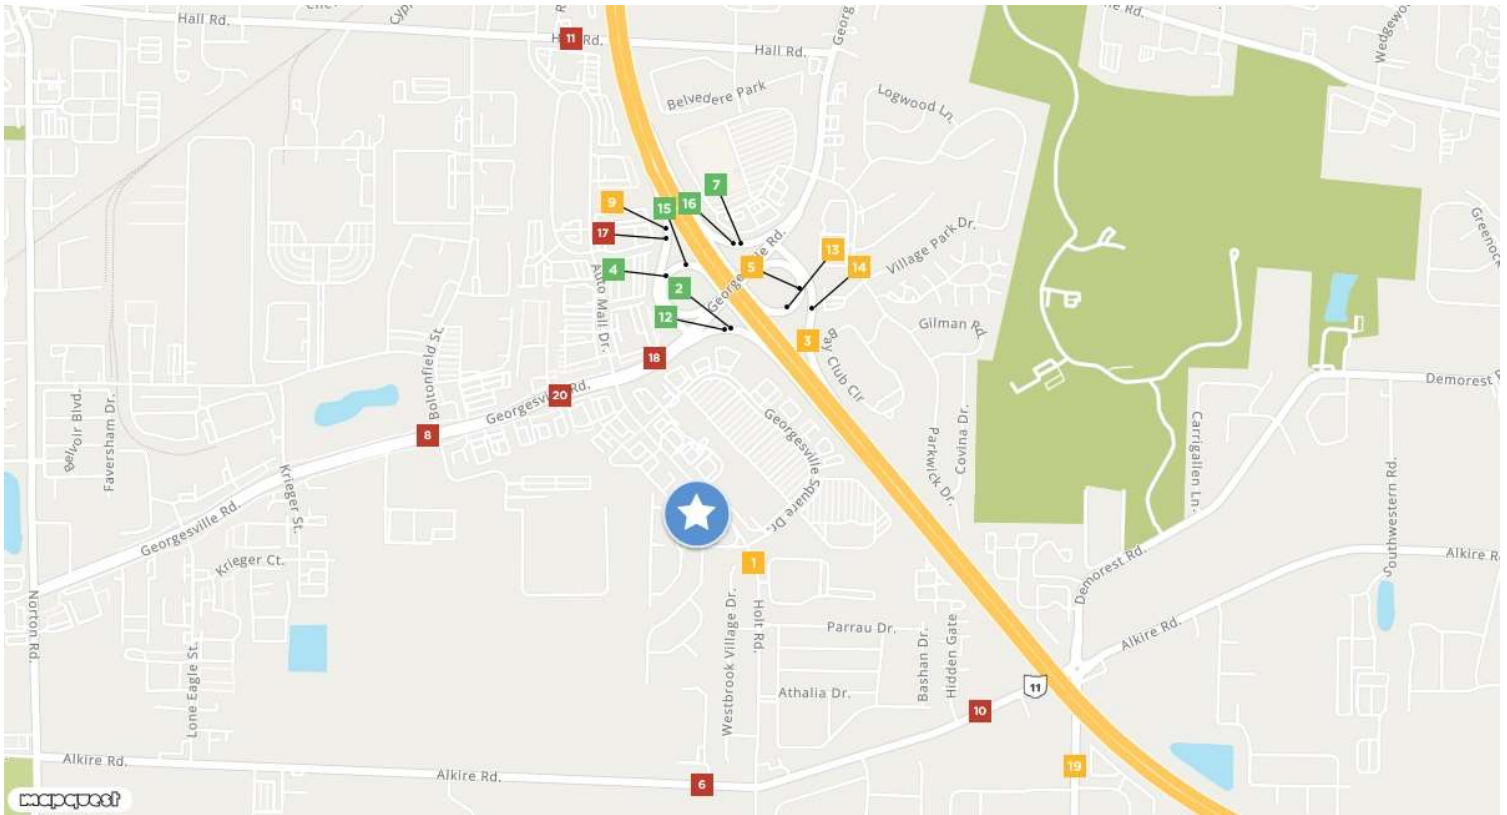 Hall Rd.
Hall Rd.
11
Hall Rd.
Georg
Wedgewo
Belvedere Park
Logwood Ln.
7
9
15
16
17
Village Park Dr.
Greenock
13
5
14
4
2
Auto Mall Dr.
Georgesville Rd.
12
Gilman Rd.
3
Bay Club Clr
18
Boltonfield St.
20
Georgesville Rd.
Demorest R
Belvoir Blvd.
Faversham Dr.
8
Georgesville Square Dr.
Parkwick Dr.
Covina Dr.
Carrigallen Ln.
Krieger St.
Southwestern Rd.
Georgesville Rd.
Krieger Ct.
1
Demorest Rd.
Alkire R
Norton Rd.
Westbrook Village Dr.
Holt Rd.
Parrau Dr.
Bashan Dr.
Hidden Gate
Alkire Rd.
Lone Eagle St.
Athalia Dr.
11
10
Alkire Rd.
Alkire Rd.
6
19
mapquest